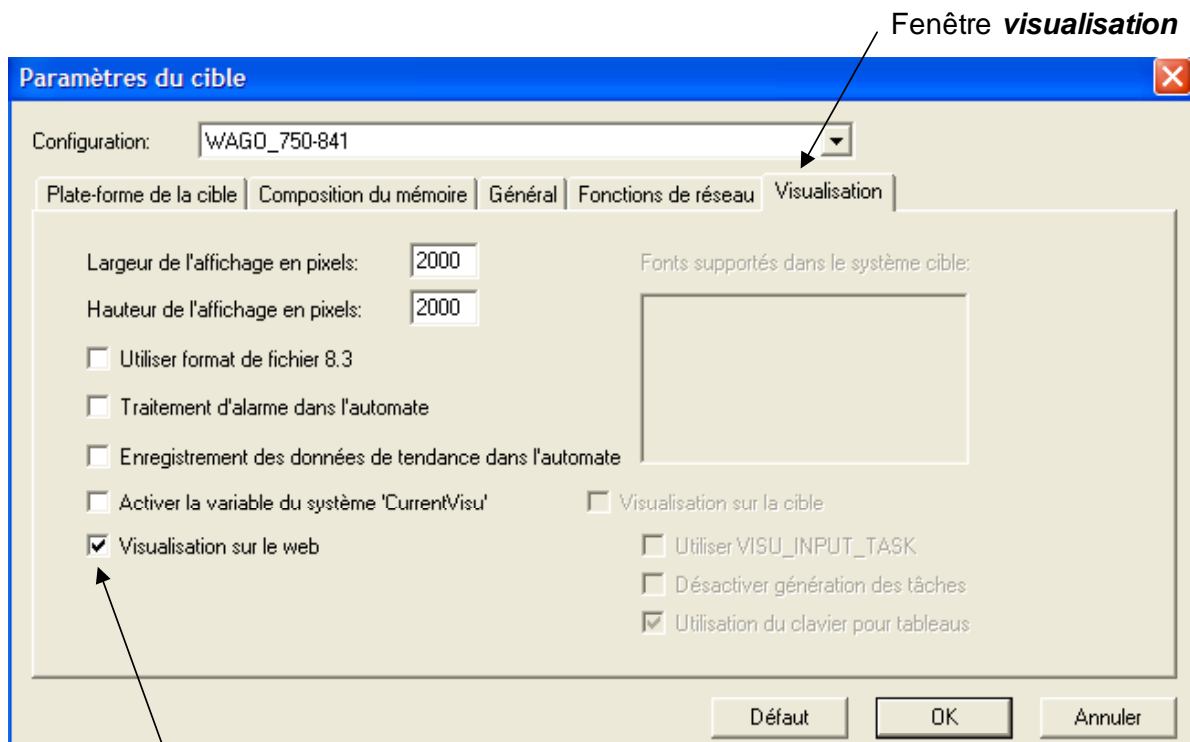 Fenêtre visualisation
Paramètres du cible
Configuration: WAGO_750-841
Plate-forme de la cible Composition du mémoire Général Fonctions de réseau Visualisation
Largeur de l'affichage en pixels: 2000 Fonts supportés dans le système cible:
Hauteur de l'affichage en pixels: 2000
Utiliser format de fichier 8.3
Traitement d'alarme dans l'automate
Enregistrement des données de tendance dans l'automate
Activer la variable du système 'CurrentVisu' Visualisation sur la cible
Visualisation sur le web Utiliser VISU_INPUT_TASK
Désactiver génération des tâches
Utilisation du clavier pour tableaus
Défaut OK Annuler